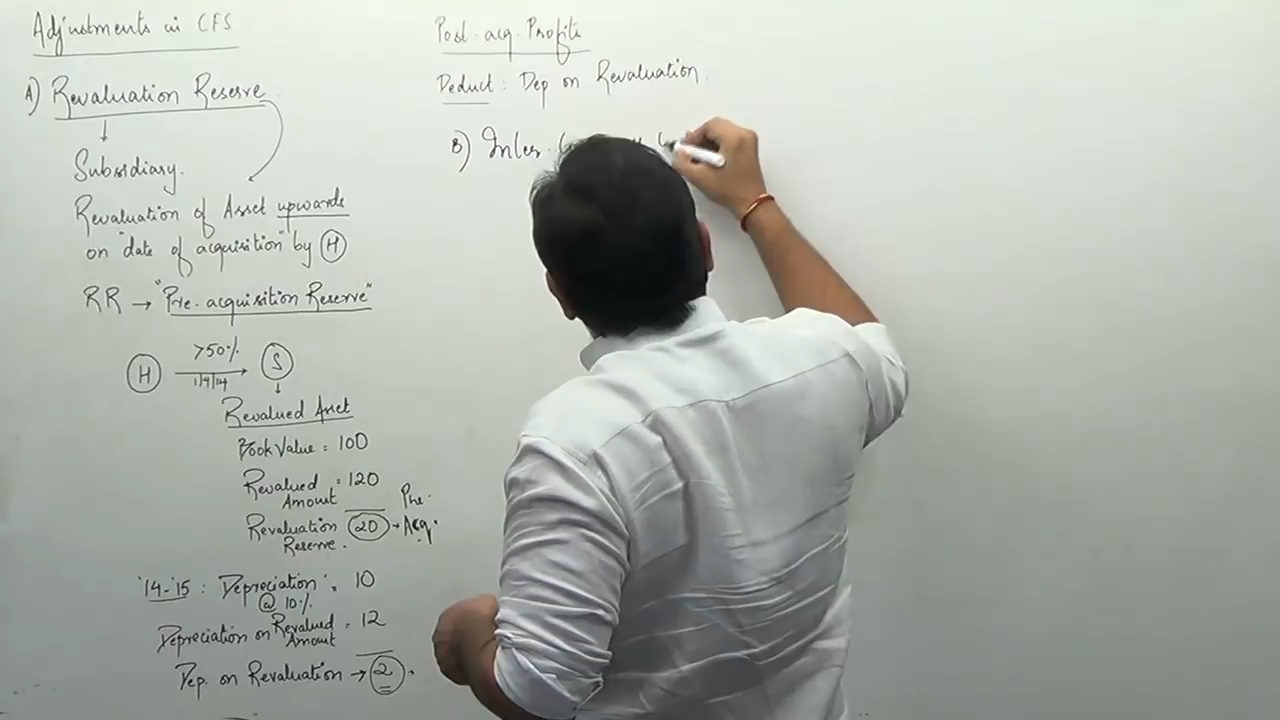 Adjustments in CFS
A) Revaluation Reserve
Subsidiary.
Revaluation of Asset upwards
on "date of acquisition" by H
RR → "Pre-acquisition Reserve"
H >50% S
1/4/14
Revalued Asset
Book Value = 100
Revalued Amount = 120
Revaluation Reserve. 20 → Pre-Acq.
'14-'15 : Depreciation = 10
@ 10%
Depreciation on Revalued Amount = 12
Dep. on Revaluation → 2
Post-acq. Profits
Deduct : Dep on Revaluation.
B) Inter